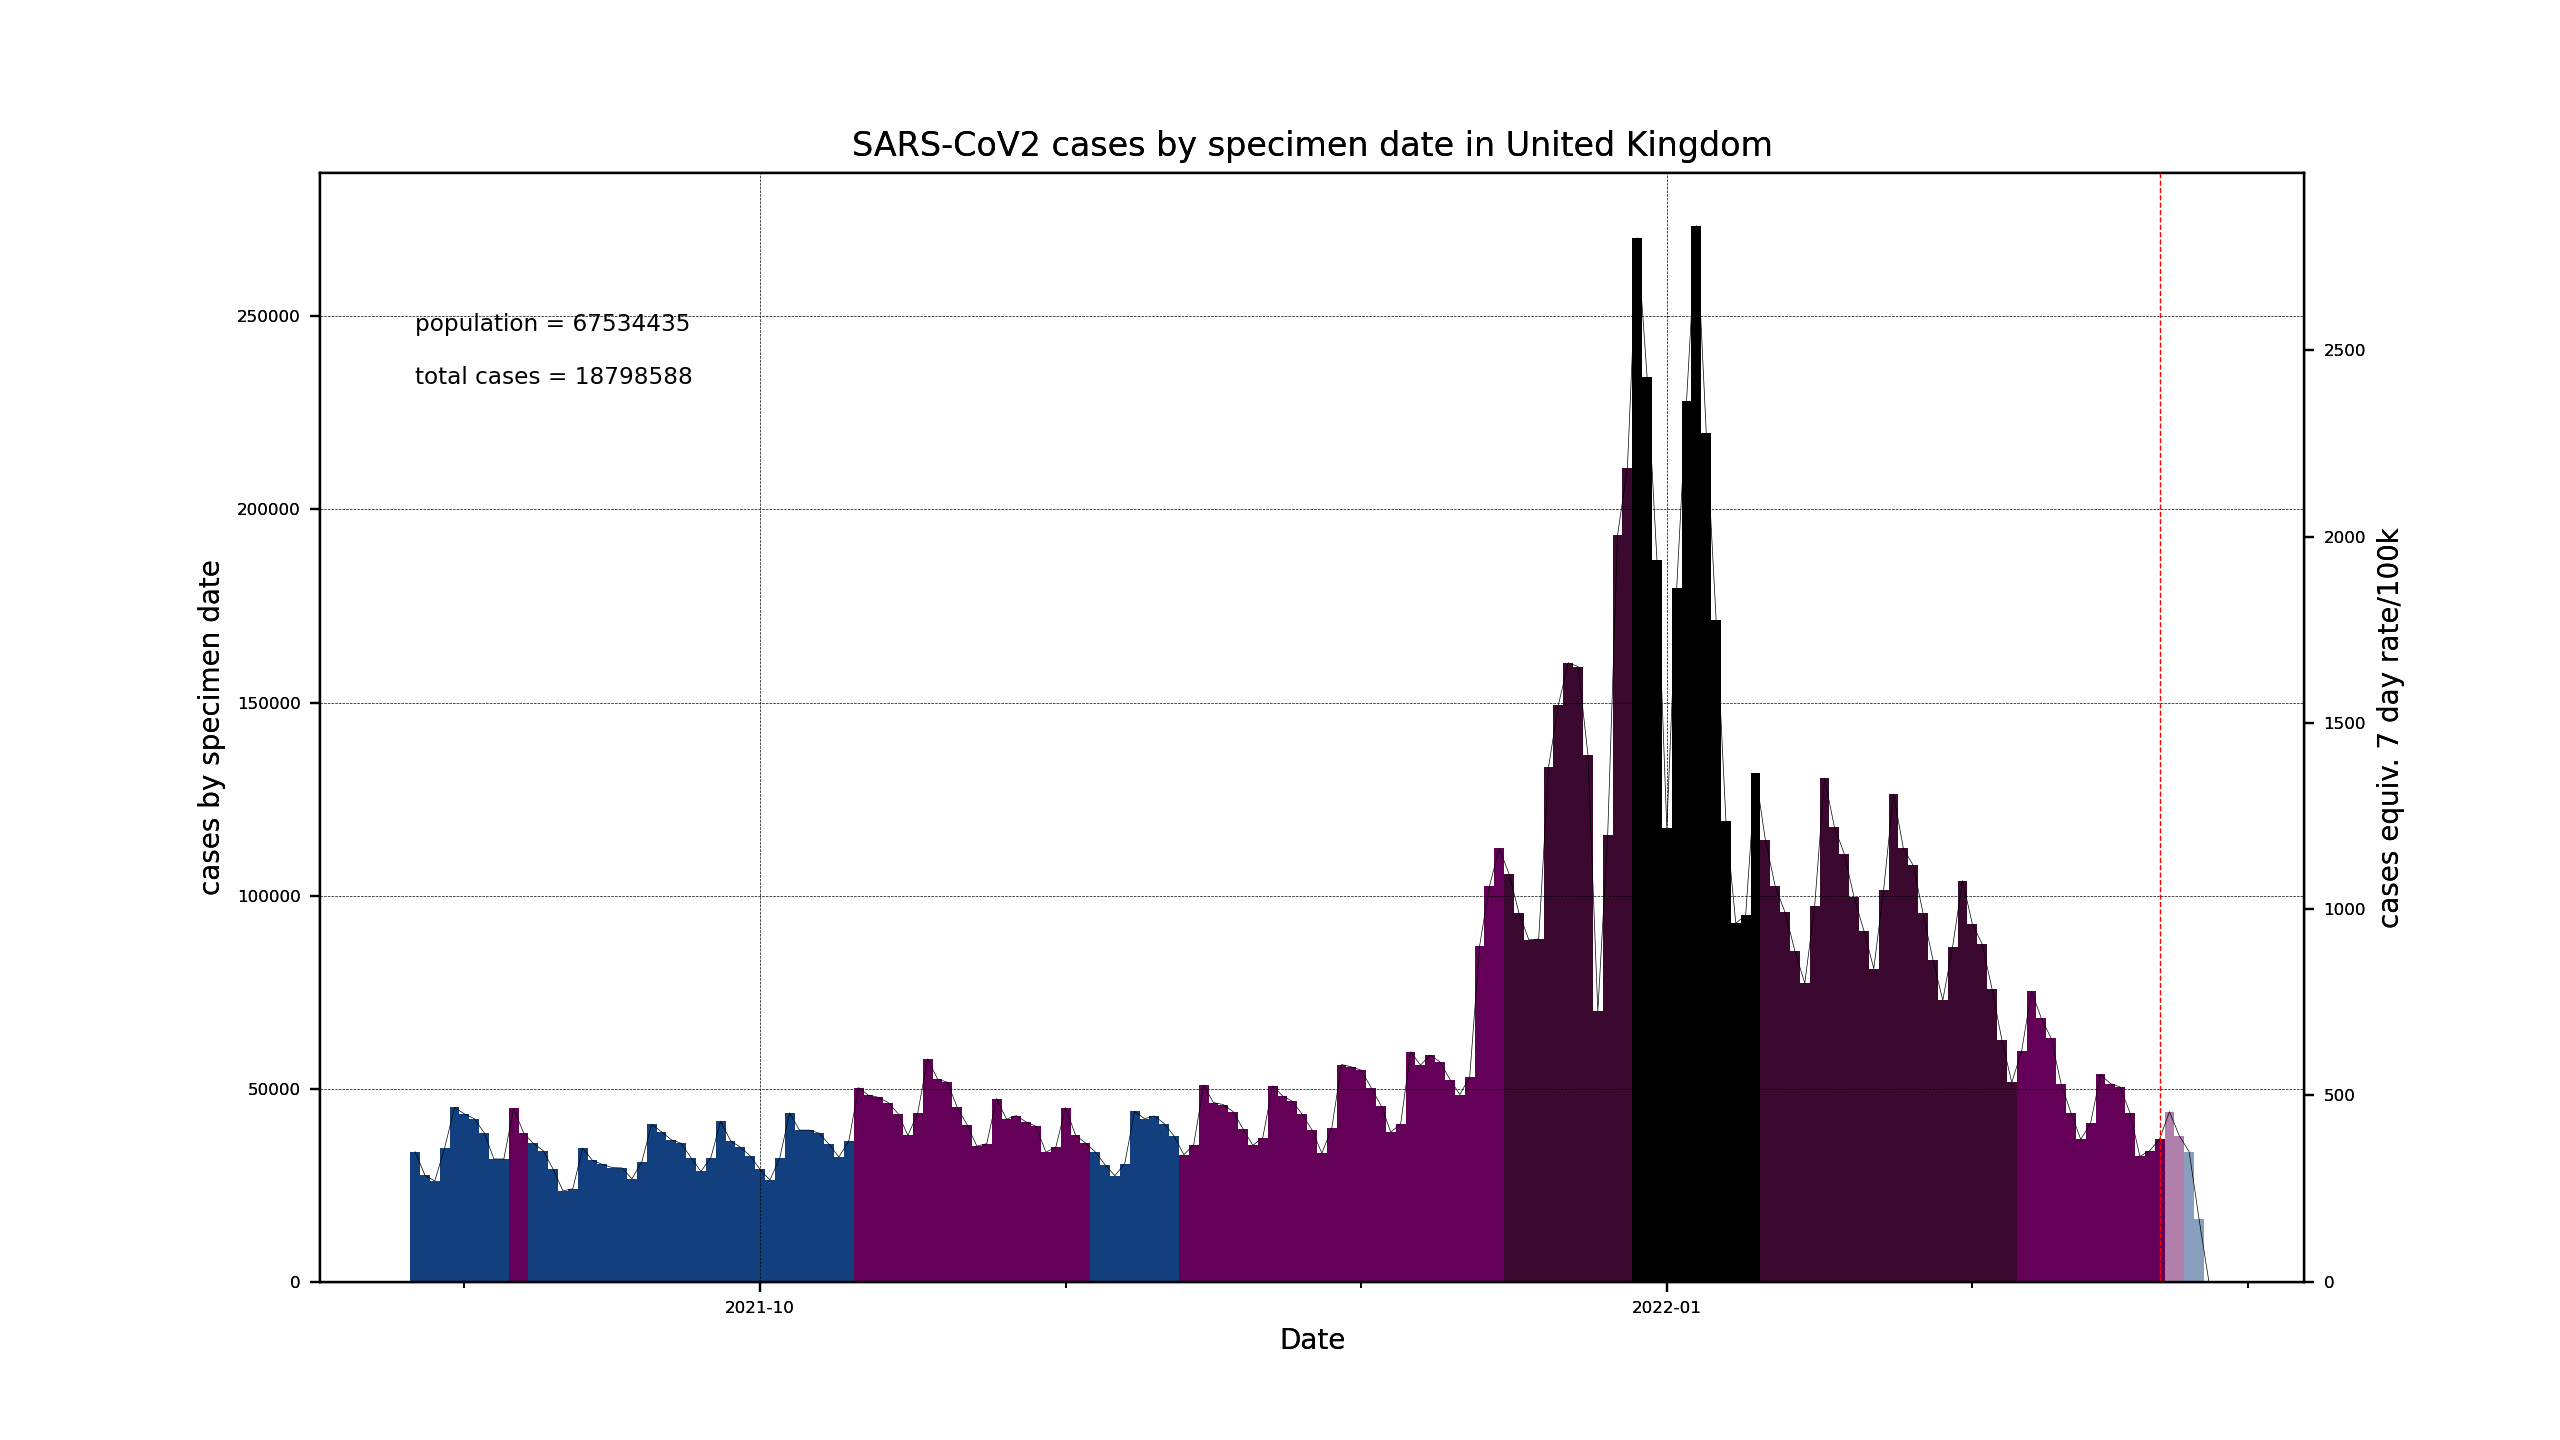 SARS-CoV2 cases by specimen date in United Kingdom
population = 67534435
total cases = 18798588
cases by specimen date
250000
200000
150000
100000
50000
0
2500
2000
1500
1000
500
0
cases equiv. 7 day rate/100k
2021-10
2022-01
Date